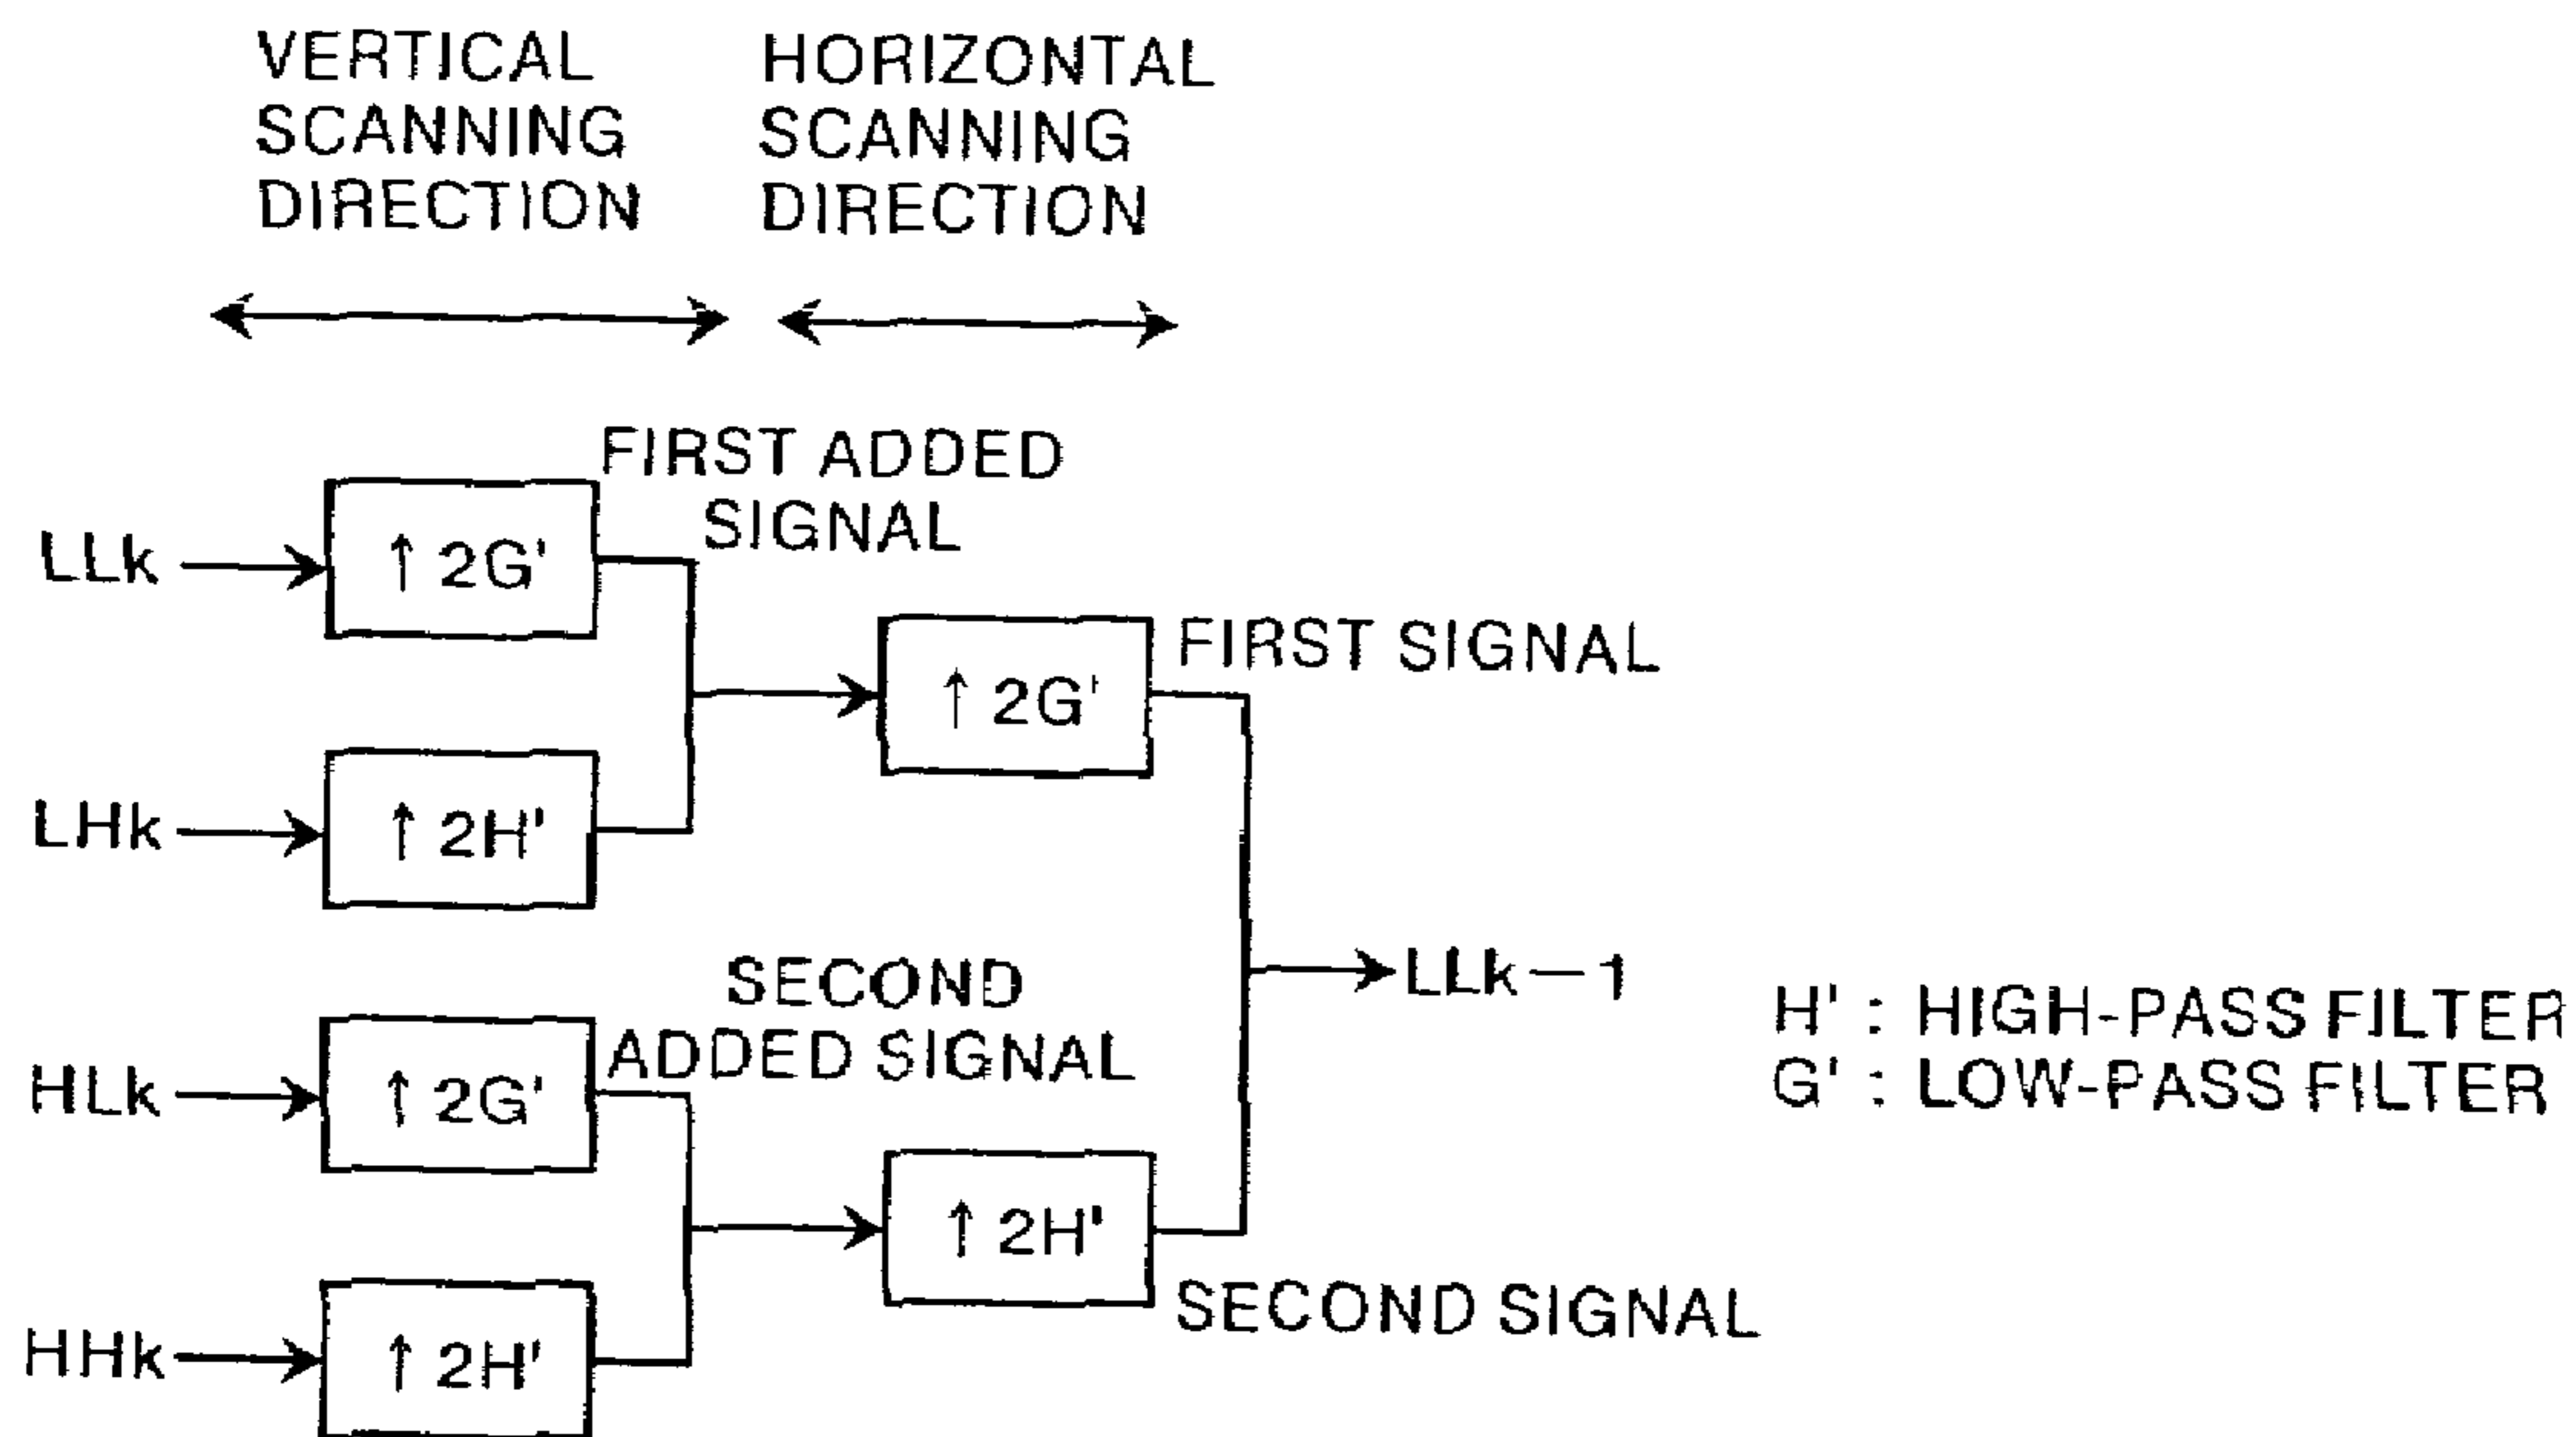 VERTICAL
SCANNING
DIRECTION
HORIZONTAL
SCANNING
DIRECTION
FIRST ADDED
SIGNAL
LLk
↑ 2G'
↑ 2G'
FIRST SIGNAL
LHk
↑ 2H'
SECOND
ADDED SIGNAL
LLk-1
H' : HIGH-PASS FILTER
G' : LOW-PASS FILTER
HLk
↑ 2G'
↑ 2H'
SECOND SIGNAL
HHk
↑ 2H'